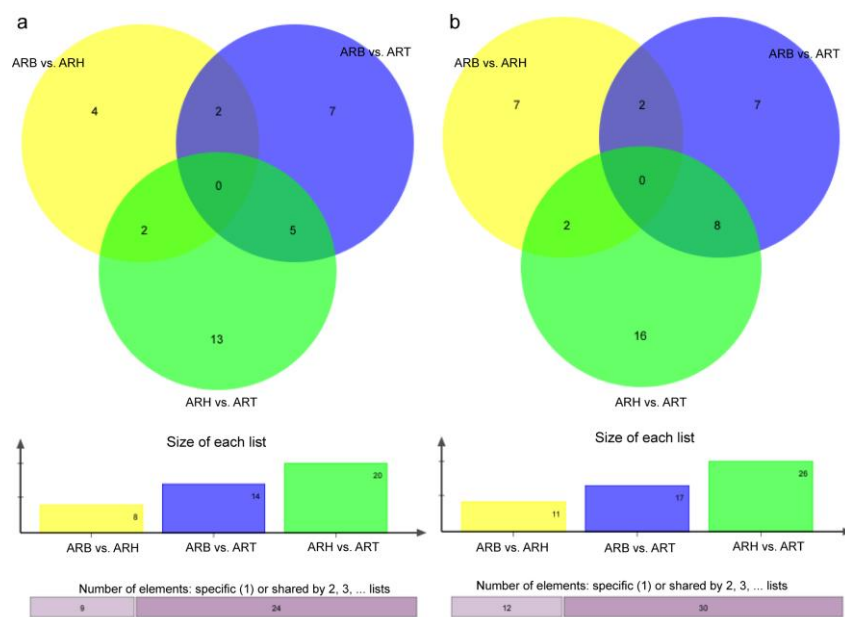 a
ARB vs. ARH
ARB vs. ART
4
2
7
0
2
5
13
ARH vs. ART
Size of each list
8
14
20
ARB vs. ARH
ARB vs. ART
ARH vs. ART
Number of elements: specific (1) or shared by 2, 3, ... lists
9
24
b
ARB vs. ARH
ARB vs. ART
7
2
7
0
2
8
16
ARH vs. ART
Size of each list
11
17
26
ARB vs. ARH
ARB vs. ART
ARH vs. ART
Number of elements: specific (1) or shared by 2, 3, ... lists
12
30